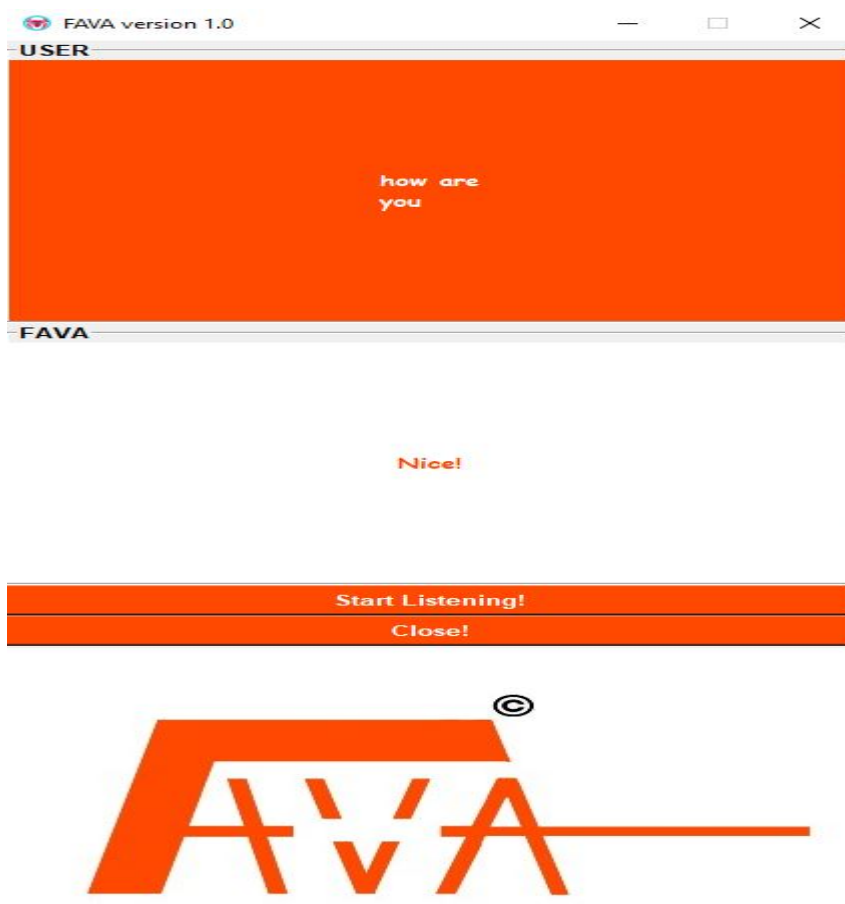 FAVA version 1.0
USER
how are
you
FAVA
Nice!
Start Listening!
Close!
©
FAVA